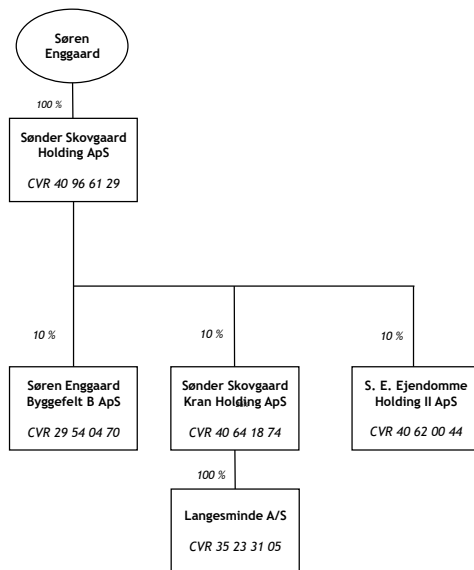 Søren
Enggaard
100 %
Sønder Skovgaard
Holding ApS
CVR 40 96 61 29
10 %
10 %
10 %
Søren Enggaard
Byggefelt B ApS
CVR 29 54 04 70
Sønder Skovgaard
Kran Holding ApS
CVR 40 64 18 74
S. E. Ejendomme
Holding II ApS
CVR 40 62 00 44
100 %
Langesminde A/S
CVR 35 23 31 05